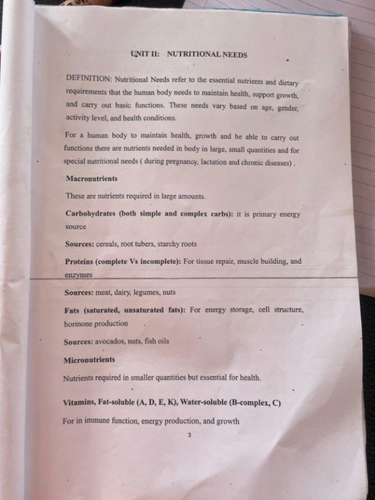 UNIT II: NUTRITIONAL NEEDS
DEFINITION: Nutritional Needs refer to the essential nutrients and dietary
requirements that the human body needs to maintain health, support growth,
and carry out basic functions. These needs vary based on age, gender,
activity level, and health conditions.
For a human body to maintain health, growth and be able to carry out
functions there are nutrients needed in body in large, small quantities and for
special nutritional needs ( during pregnancy, lactation and chronic diseases) .
Macronutrients
These are nutrients required in large amounts.
Carbohydrates (both simple and complex carbs): it is primary energy
source
Sources: cereals, root tubers, starchy roots
Proteins (complete Vs incomplete): For tissue repair, muscle building, and
enzymes
Sources: meat, dairy, legumes, nuts
Fats (saturated, unsaturated fats): For energy storage, cell structure,
hormone production
Sources: avocados, nuts, fish oils
Micronutrients
Nutrients required in smaller quantities but essential for health.
Vitamins, Fat-soluble (A, D, E, K), Water-soluble (B-complex, C)
For in immune function, energy production, and growth
3